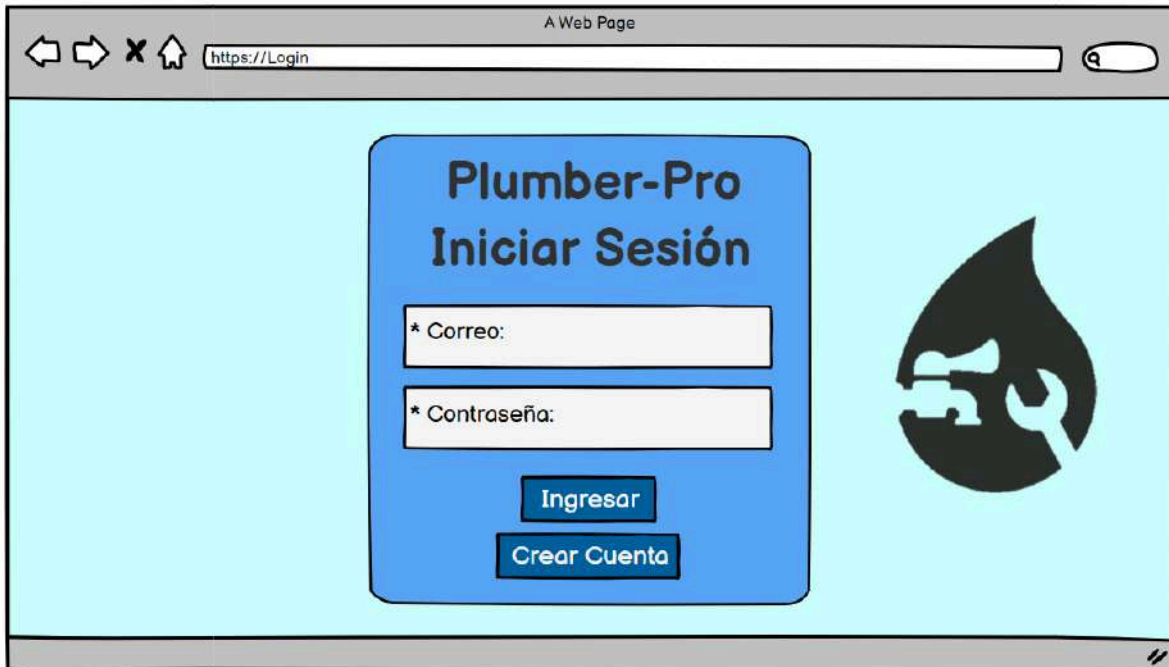 A Web Page
https://Login
Plumber-Pro
Iniciar Sesión
* Correo:
* Contraseña:
Ingresar
Crear Cuenta